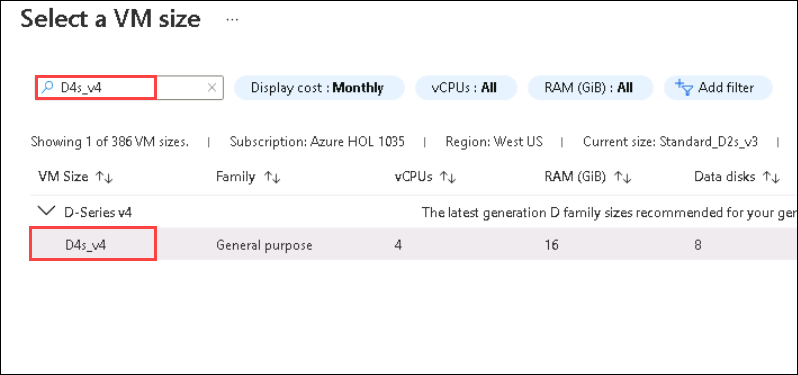 Select a VM size ...
D4s_v4 × Display cost : Monthly vCPUs : All RAM (GiB) : All Add filter
Showing 1 of 386 VM sizes. | Subscription: Azure HOL 1035 | Region: West US | Current size: Standard_D2s_v3 |
VM Size ↑↓ Family ↑↓ vCPUs ↑↓ RAM (GiB) ↑↓ Data disks ↑↓
D-Series v4 The latest generation D family sizes recommended for your gen
D4s_v4 General purpose 4 16 8